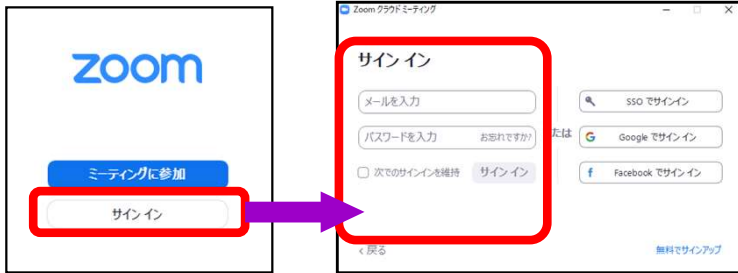 zoom
ミーティングに参加
サイン イン
Zoom クラウド ミーティング
サイン イン
メールを入力
パスワードを入力 お忘れですか?
次でのサインインを維持 サイン イン
たは
SSO でサインイン
Google でサイン イン
Facebook でサイン イン
戻る
無料でサインアップ